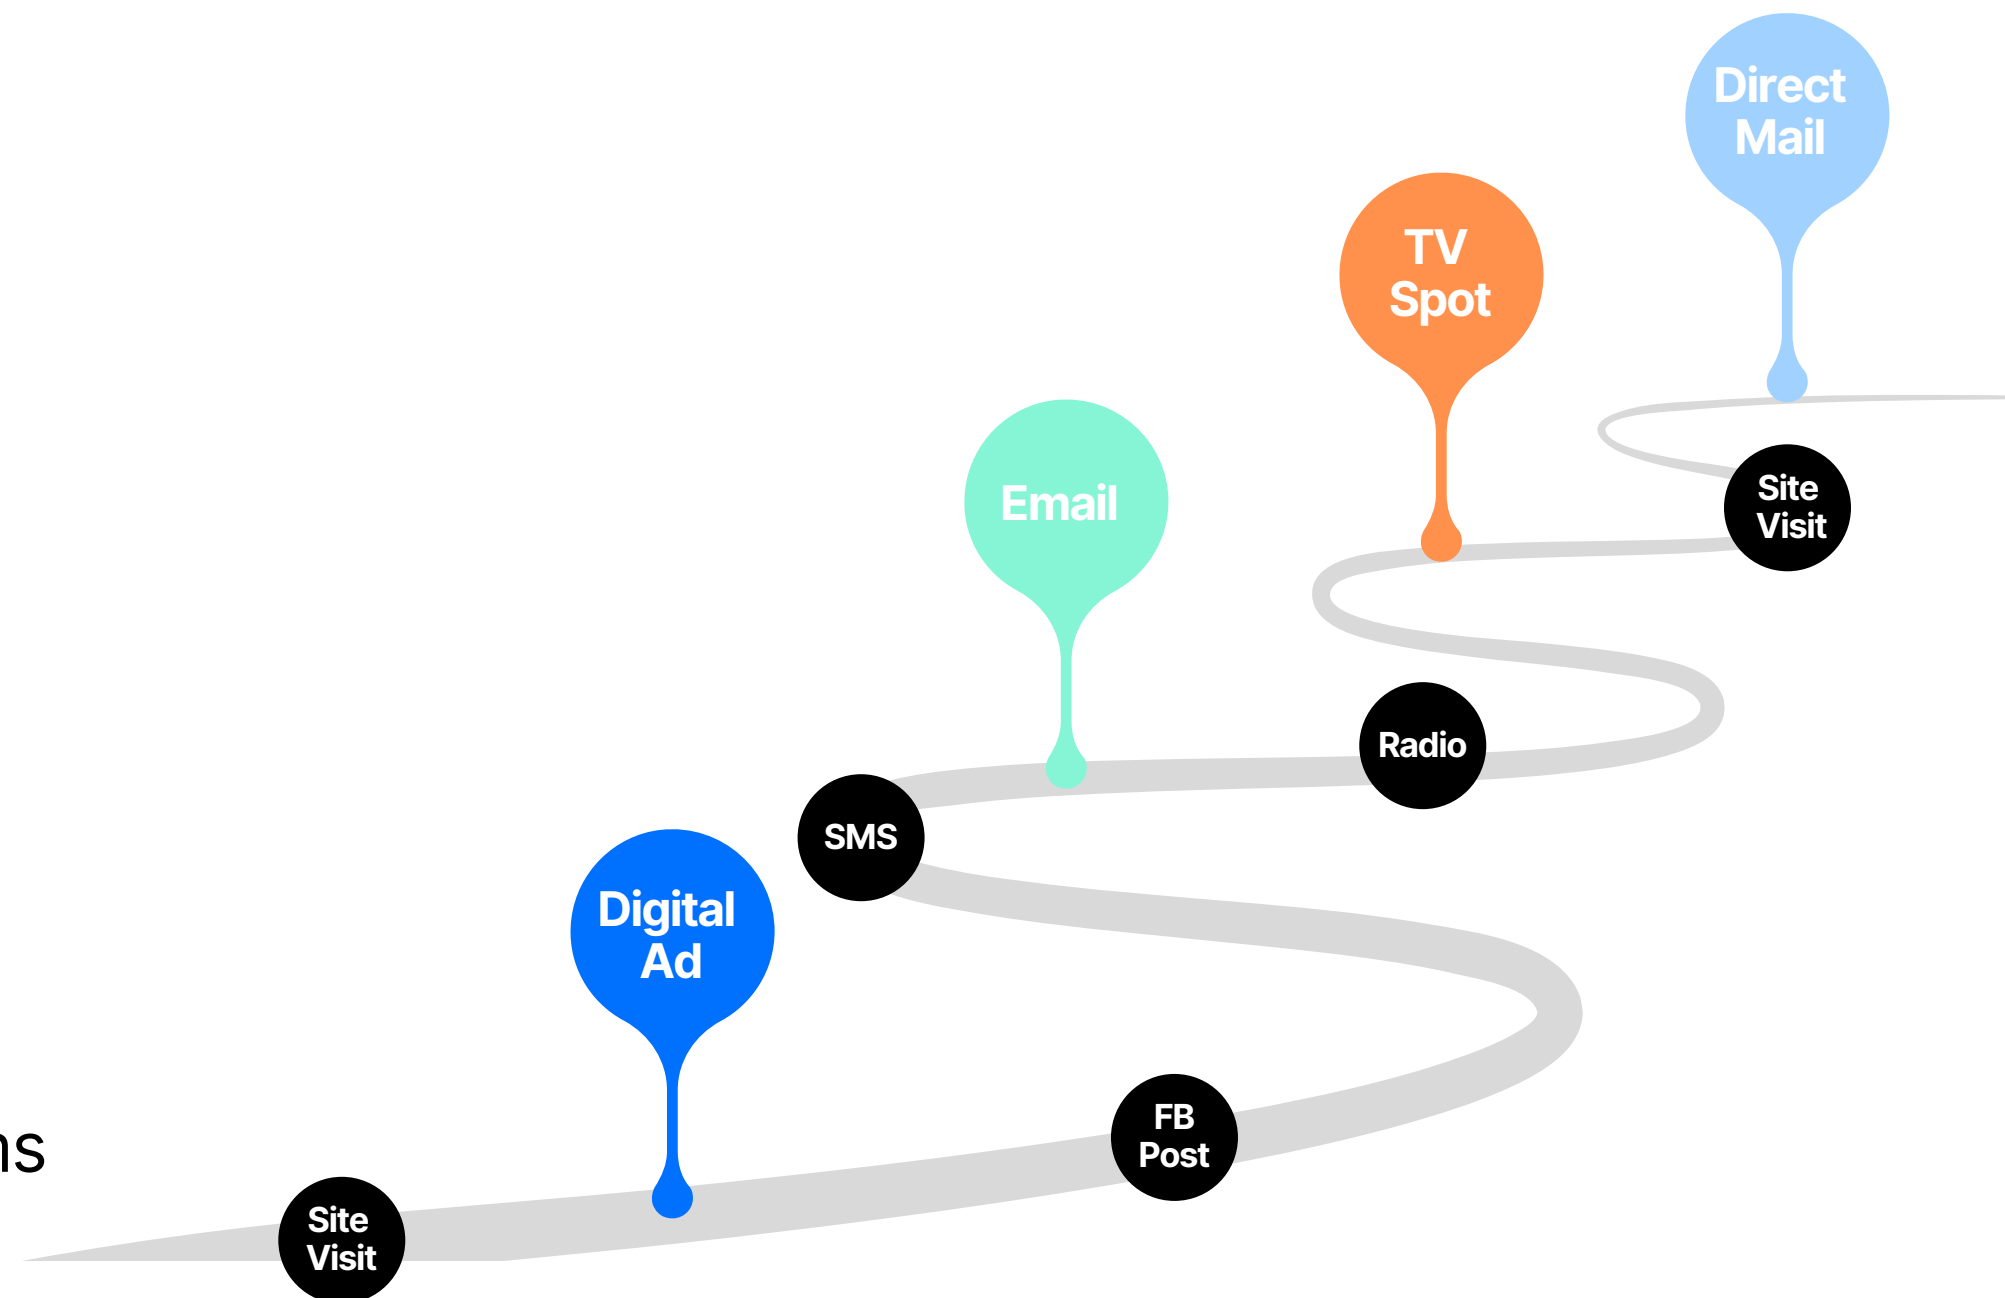 Direct
Mail
TV
Spot
Site
Visit
Email
Radio
SMS
Digital
Ad
FB
Post
Site
Visit